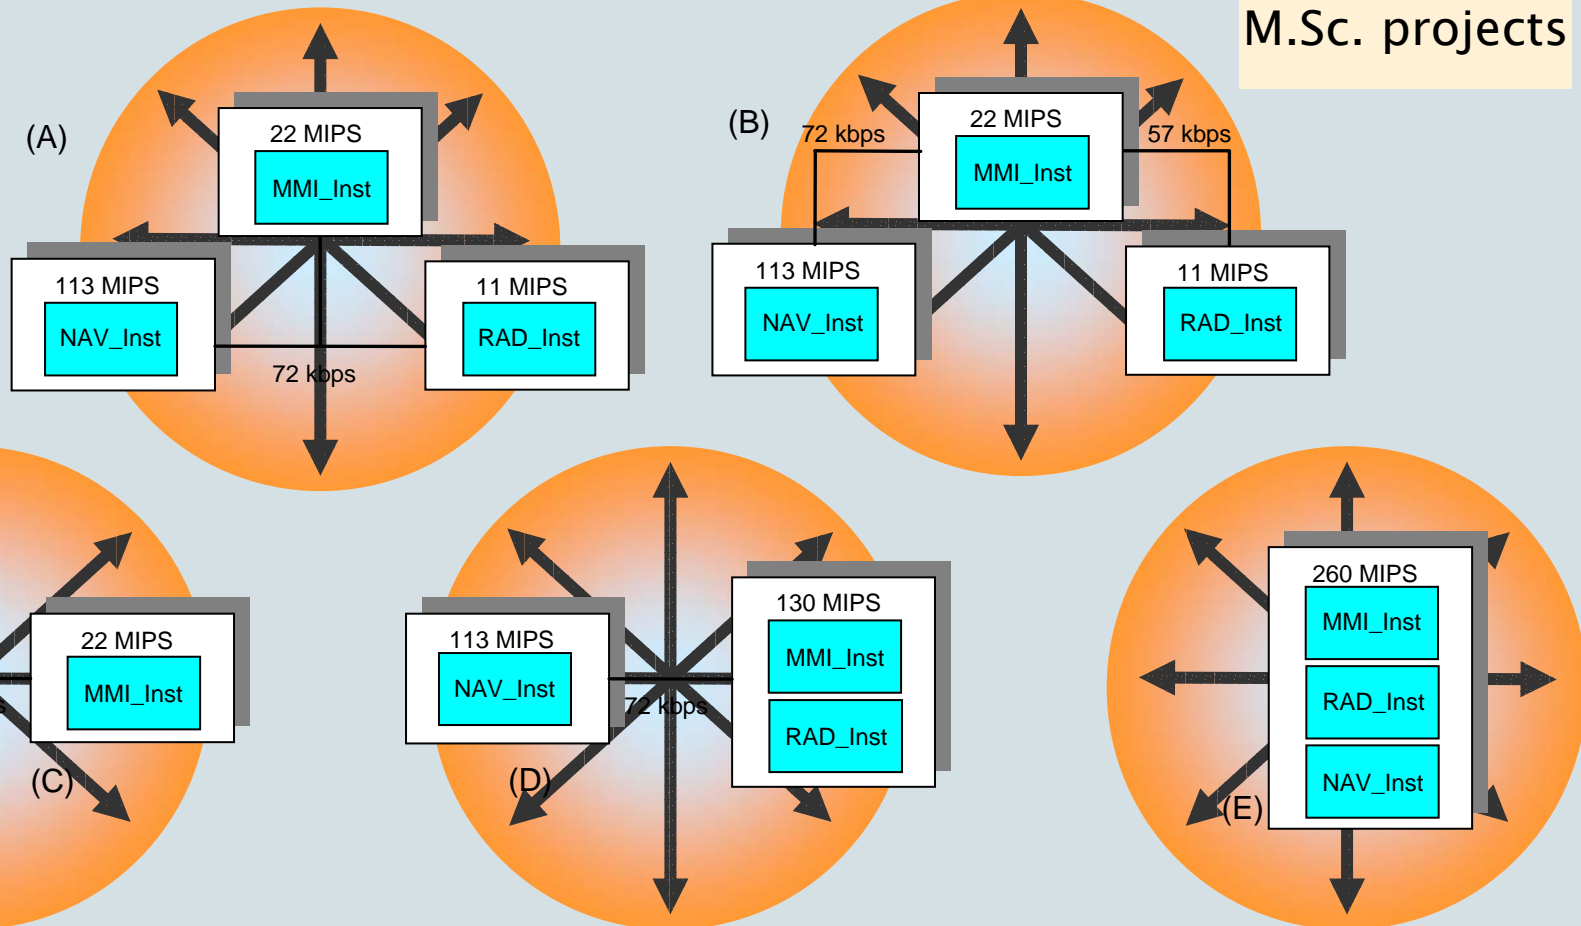 M.Sc. projects
(A)
22 MIPS
MMI_Inst
113 MIPS
NAV_Inst
11 MIPS
RAD_Inst
72 kbps
(B)
72 kbps
22 MIPS
MMI_Inst
57 kbps
113 MIPS
NAV_Inst
11 MIPS
RAD_Inst
22 MIPS
MMI_Inst
(C)
113 MIPS
NAV_Inst
72 kbps
130 MIPS
MMI_Inst
RAD_Inst
(D)
260 MIPS
MMI_Inst
RAD_Inst
NAV_Inst
(E)